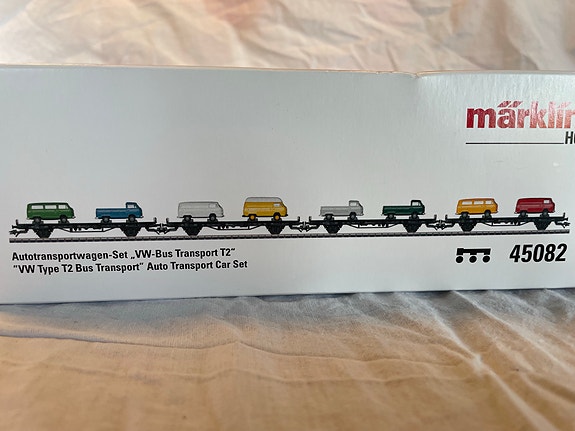 märklin
H
Autotransportwagen-Set „VW-Bus Transport T2“
“VW Type T2 Bus Transport” Auto Transport Car Set
45082